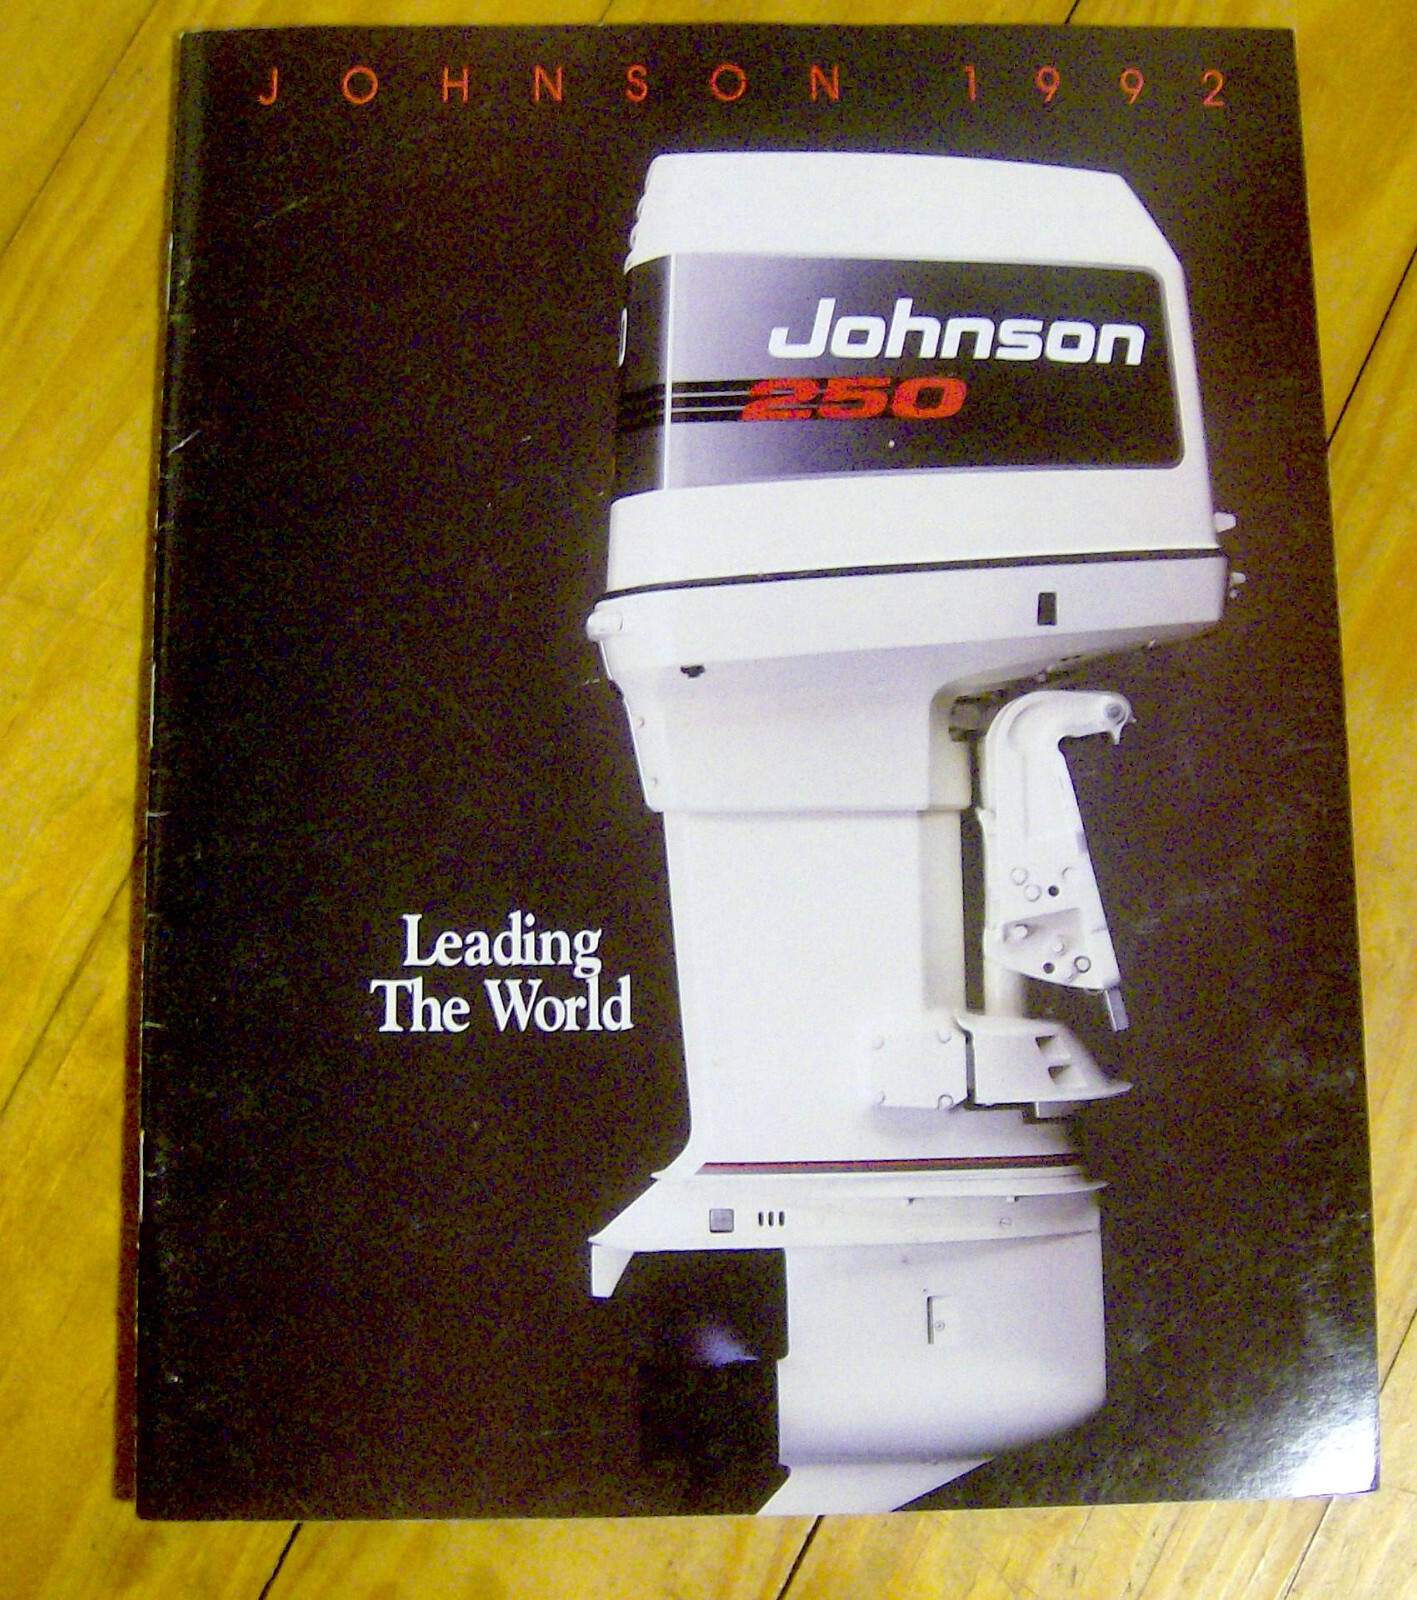 JOHNSON 1992
Johnson
250
Leading
The World